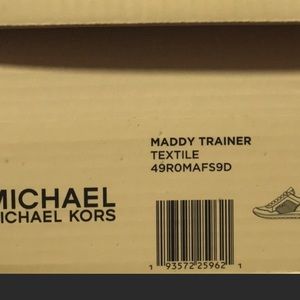 MADDY TRAINER
TEXTILE
49R0MAFS9D
MICHAEL
MICHAEL KORS
1 93572 25962 1